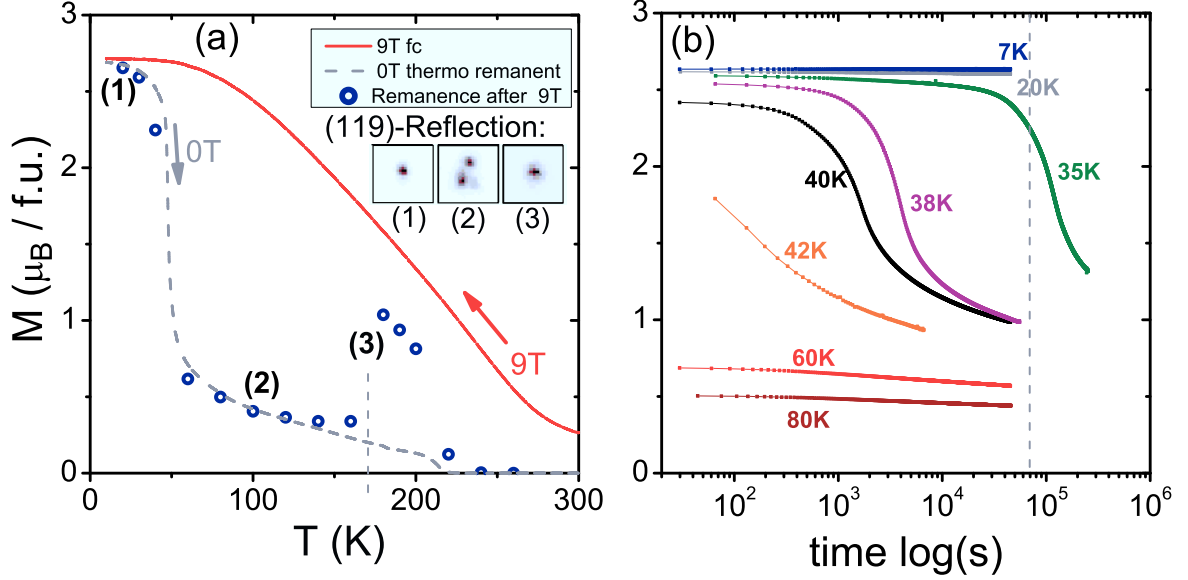 (a)
9T fc
0T thermo remanent
Remanence after 9T
(119)-Reflection:
(1) (2) (3)
(1)
0T
(2)
(3)
9T
3
2
1
0
0 100 200 300
M (μB / f.u.)
T (K)
(b)
7K
20K
35K
40K
38K
42K
60K
80K
3
2
1
0
10² 10³ 10⁴ 10⁵ 10⁶
time log(s)